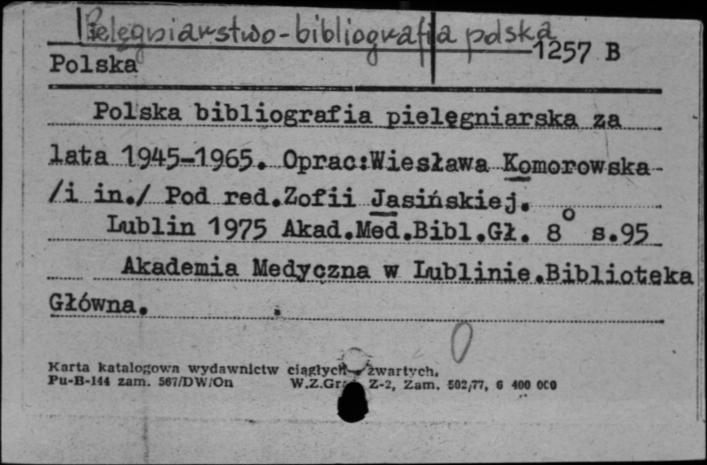 Pielęgniarstwo-bibliografia polska
1257 B
Polska
Polska bibliografia pielęgniarska za
lata 1945-1965. Oprac:Wiesława Komorowska
/i in./ Pod red.Zofii Jasińskiej.
Lublin 1975 Akad.Med.Bibl.Gł. 8° s.95
Akademia Medyczna w Lublinie.Biblioteka
Główna.
0
Karta katalogowa wydawnictw ciągłych zwartych.
Pu-B-144 zam. 567/DW/On W.Z.Gr. Z-2, Zam. 502/77, 6 400 000